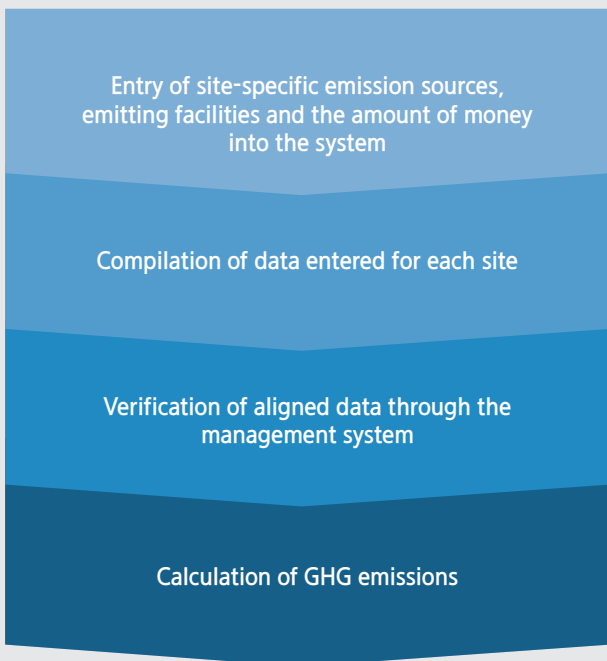 Entry of site-specific emission sources,
emitting facilities and the amount of money
into the system
Compilation of data entered for each site
Verification of aligned data through the
management system
Calculation of GHG emissions